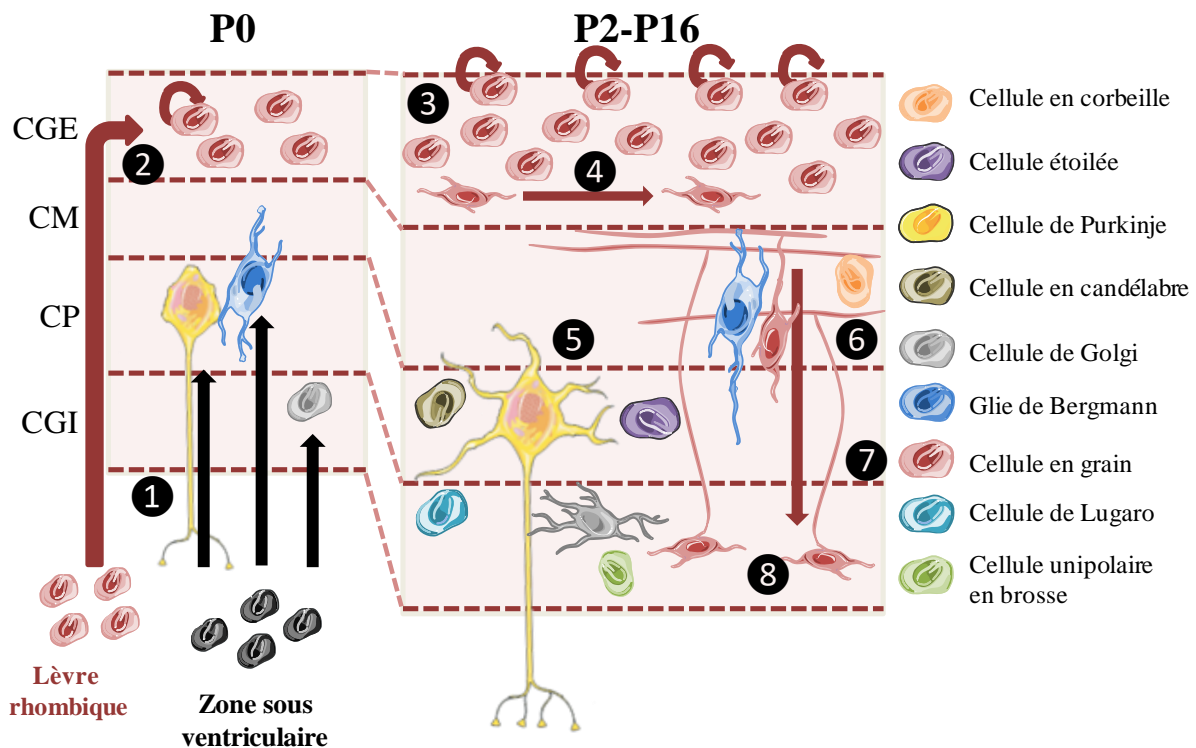 P0
P2-P16
CGE
CM
CP
CGI
1
2
3
4
5
6
7
8
Lèvre
rhombique
Zone sous
ventriculaire
Cellule en corbeille
Cellule étoilée
Cellule de Purkinje
Cellule en candélabre
Cellule de Golgi
Glie de Bergmann
Cellule en grain
Cellule de Lugaro
Cellule unipolaire
en brosse